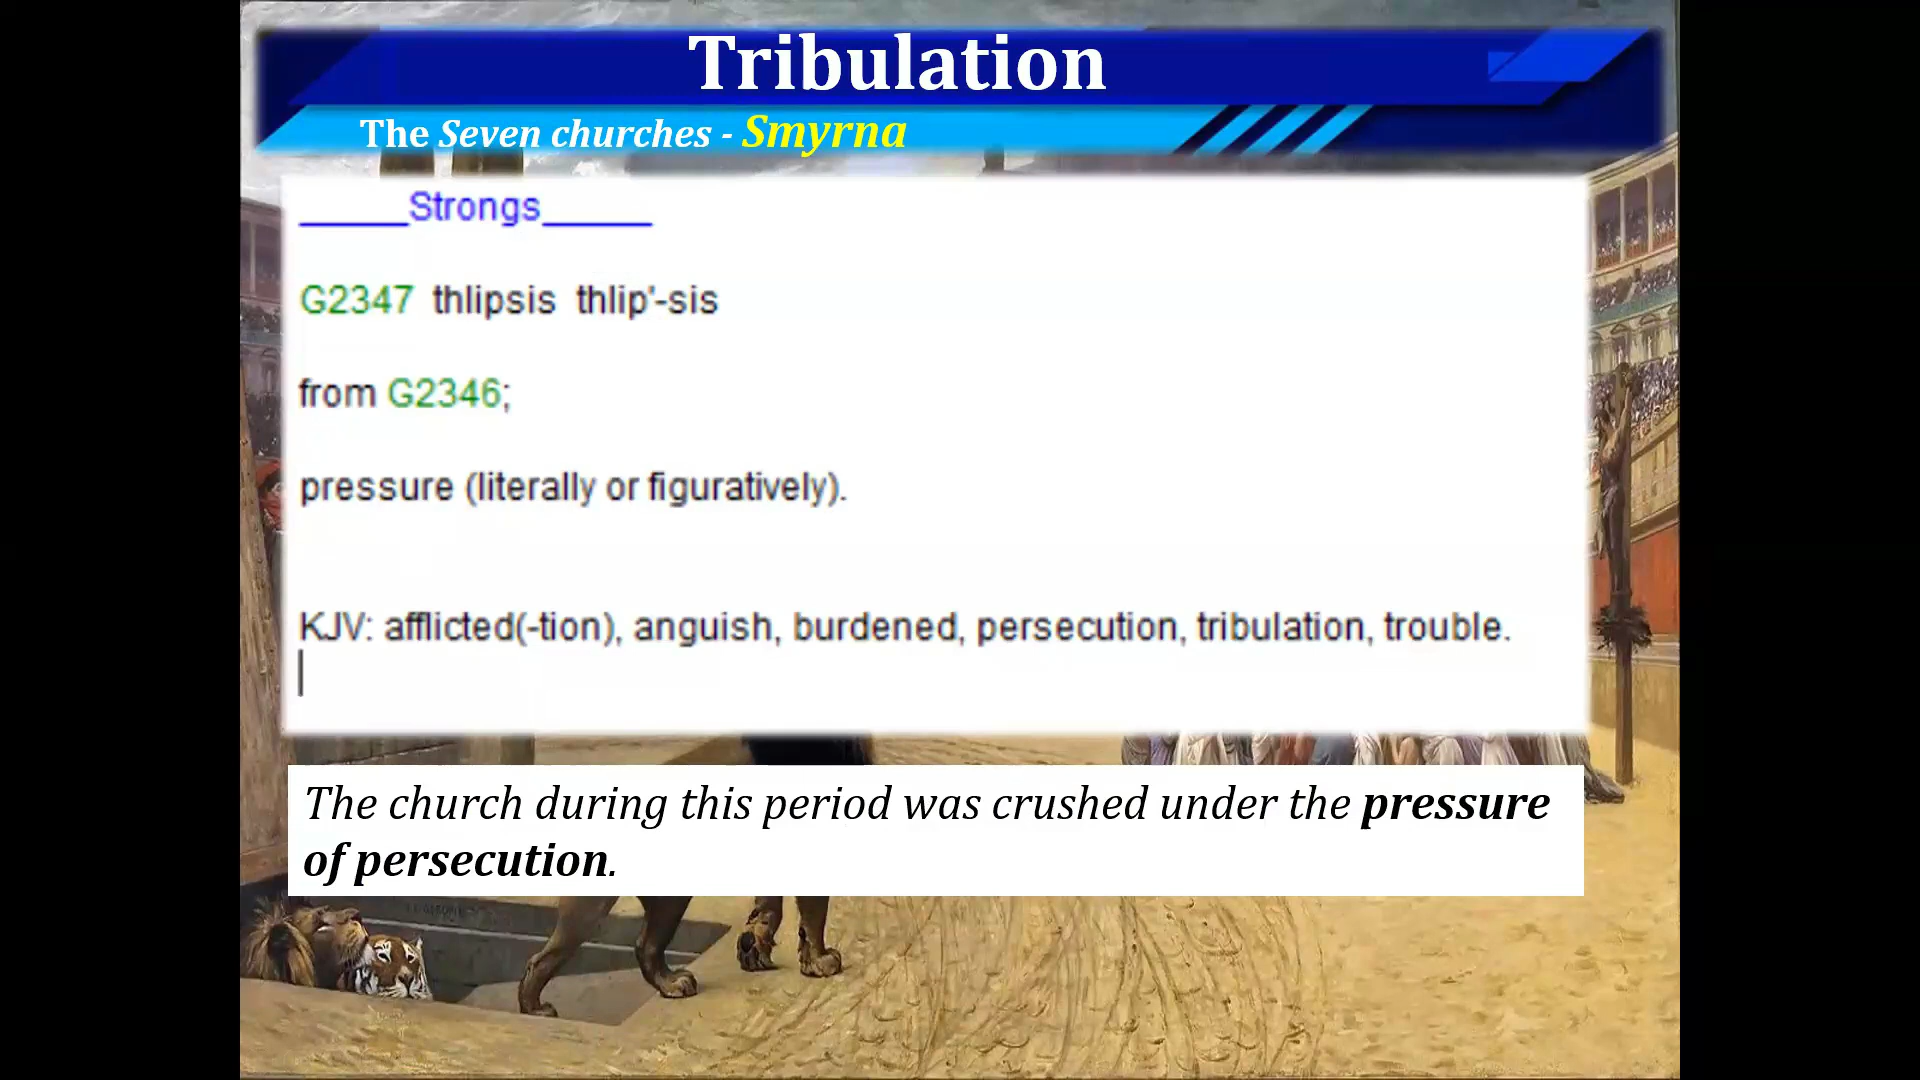 Tribulation
The Seven churches - Smyrna
_____Strongs_____
G2347 thlipsis thlip'-sis
from G2346;
pressure (literally or figuratively).
KJV: afflicted(-tion), anguish, burdened, persecution, tribulation, trouble.
The church during this period was crushed under the pressure
of persecution.